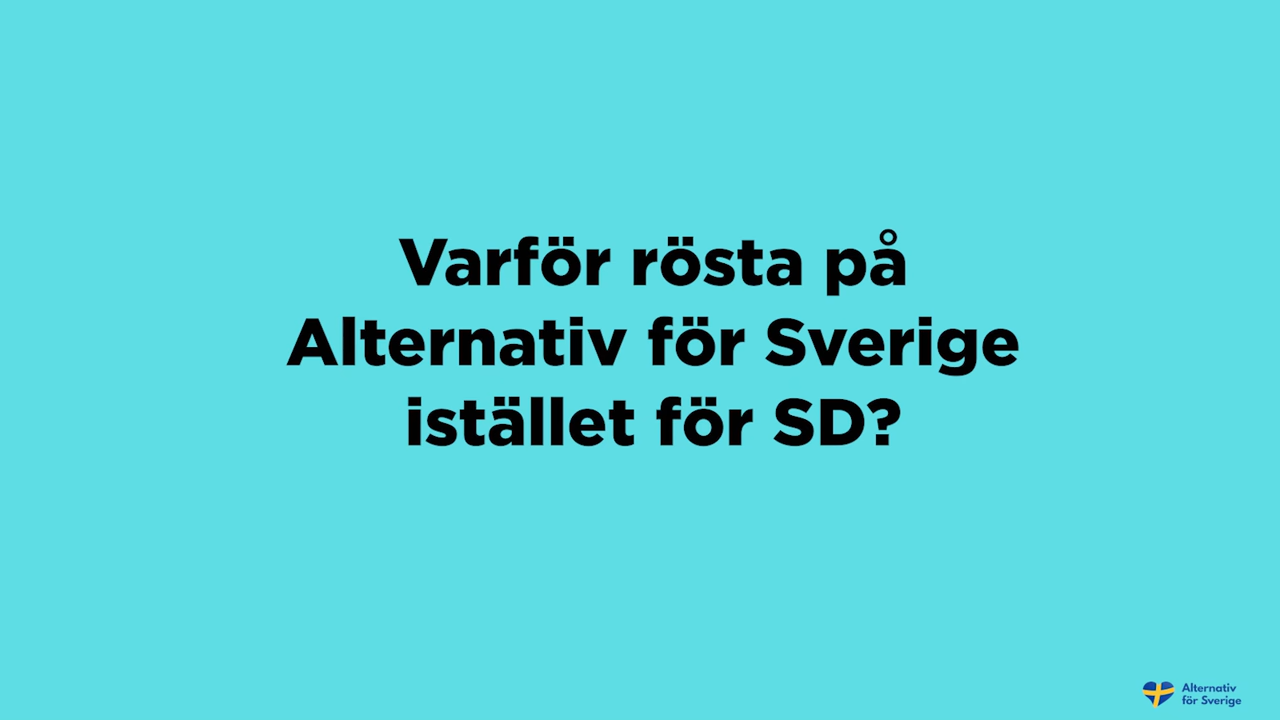 Varför rösta på
Alternativ för Sverige
istället för SD?
Alternativ
för Sverige